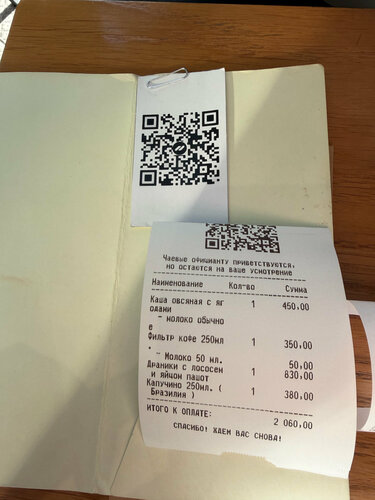 Чаевые официанту приветствуются,
но остаются на ваше усмотрение
Наименование Кол-во Сумма
Каша овсяная с яг 1 450,00
одами
- молоко обычно
е
Фильтр кофе 250мл 1 350,00
.
- Молоко 50 мл. 50,00
Драники с лососем 1 830,00
и яйцом пашот
Капучино 250мл. ( 1 380,00
Бразилия )
ИТОГО К ОПЛАТЕ:
2 060,00
СПАСИБО! ЖДЕМ ВАС СНОВА!